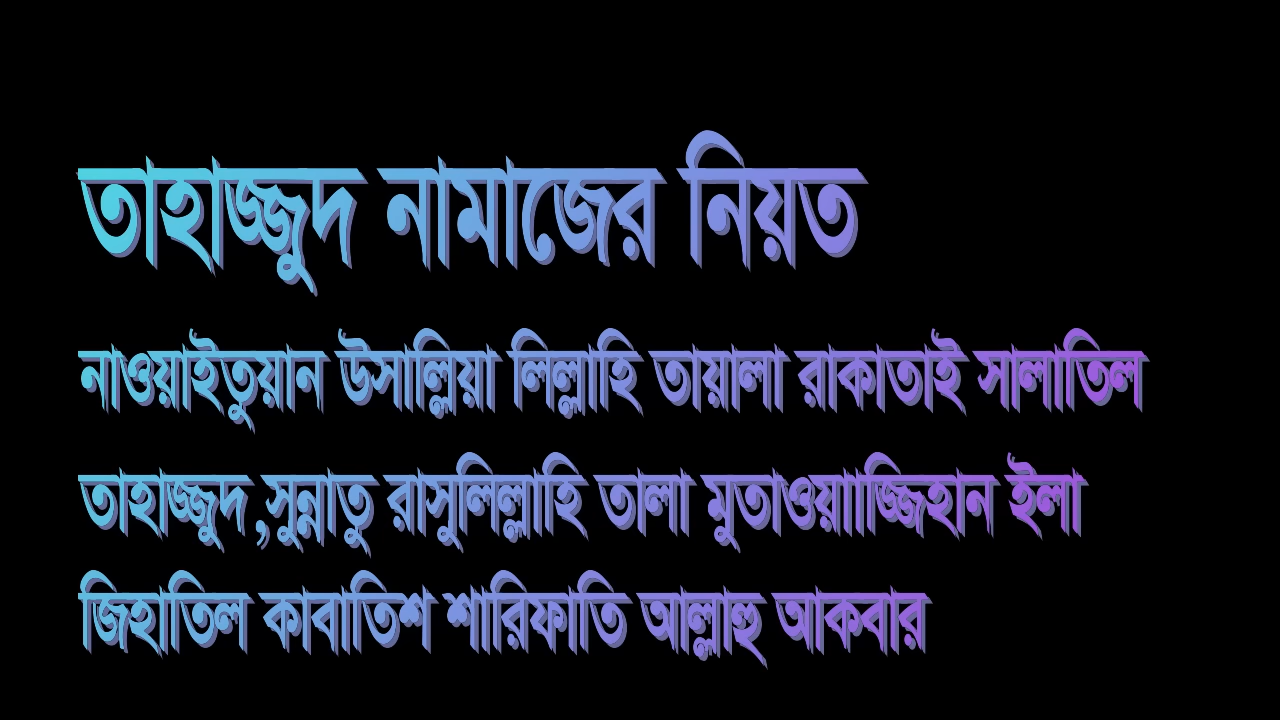 তাহাজ্জুদ নামাজের নিয়ত
নাওয়াইতুয়ান উসাল্লিয়া লিল্লাহি তায়ালা রাকাতাই সালাতিল
তাহাজ্জুদ ,সুন্নাতু রাসুলিল্লাহি তালা মুতাওয়াাজ্জিহান ইলা
জিহাতিল কাবাতিশ শারিফাতি আল্লাহু আকবার